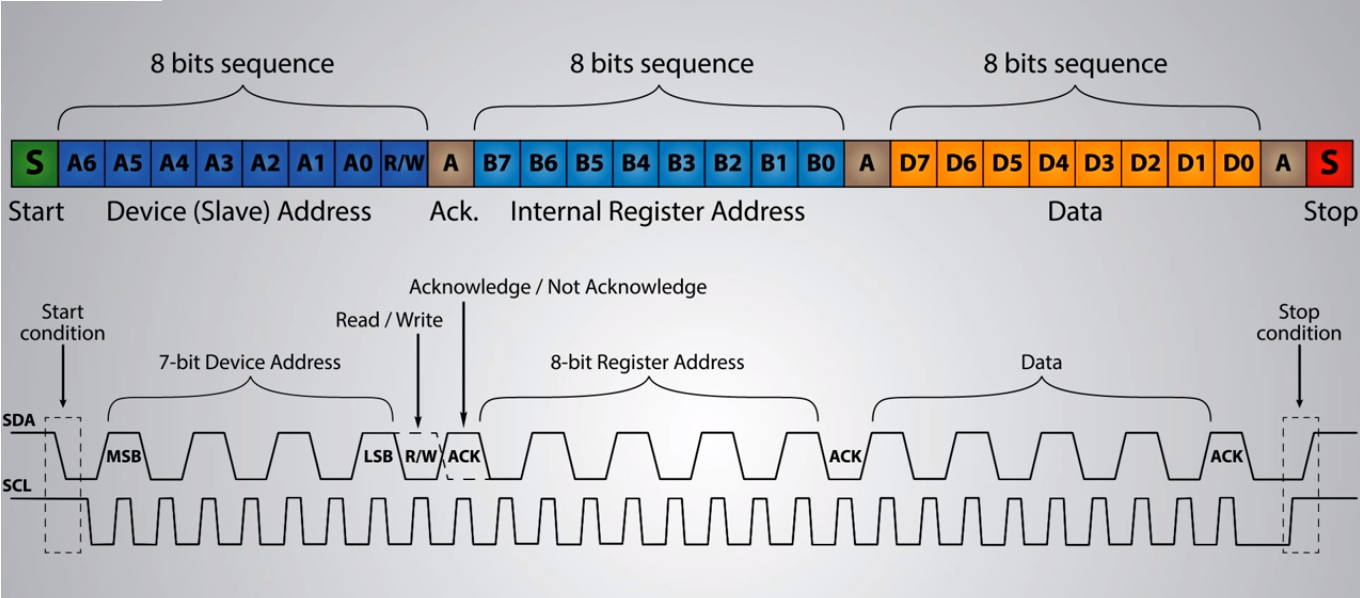 8 bits sequence 8 bits sequence 8 bits sequence
S A6 A5 A4 A3 A2 A1 A0 R/W A B7 B6 B5 B4 B3 B2 B1 B0 A D7 D6 D5 D4 D3 D2 D1 D0 A S
Start Device (Slave) Address Ack. Internal Register Address Data Stop
Acknowledge / Not Acknowledge
Start
condition
Read / Write
Stop
condition
7-bit Device Address 8-bit Register Address Data
SDA
MSB LSB R/W ACK ACK ACK
SCL